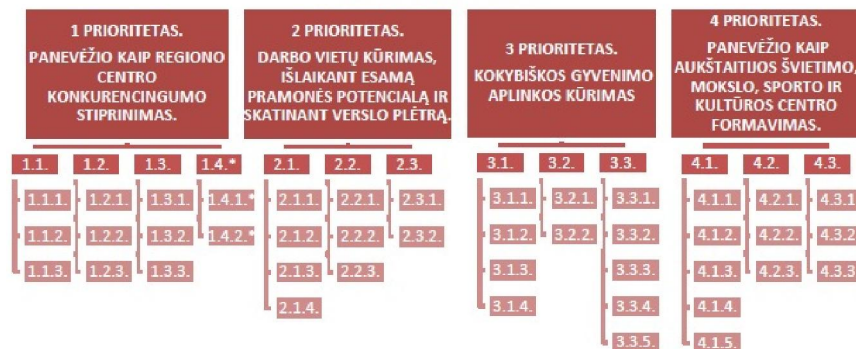 1 PRIORITETAS.
PANEVĖŽIO KAIP REGIONO
CENTRO
KONKURENCINGUMO
STIPRINIMAS.
2 PRIORITETAS.
DARBO VIETŲ KŪRIMAS,
IŠLAIKANT ESAMĄ
PRAMONĖS POTENCIALĄ IR
SKATINANT VERSLO PLĖTRĄ.
3 PRIORITETAS.
KOKYBIŠKOS GYVENIMO
APLINKOS KŪRIMAS
4 PRIORITETAS.
PANEVĖŽIO KAIP
AUKŠTAITIJOS ŠVIETIMO,
MOKSLO, SPORTO IR
KULTŪROS CENTRO
FORMAVIMAS.
1.1. 1.2. 1.3. 1.4.* 2.1. 2.2. 2.3. 3.1. 3.2. 3.3. 4.1. 4.2. 4.3.
1.1.1. 1.2.1. 1.3.1. 1.4.1.* 2.1.1. 2.2.1. 2.3.1. 3.1.1. 3.2.1. 3.3.1. 4.1.1. 4.2.1. 4.3.1
1.1.2. 1.2.2. 1.3.2. 1.4.2.* 2.1.2. 2.2.2. 2.3.2. 3.1.2. 3.2.2. 3.3.2. 4.1.2. 4.2.2. 4.3.2
1.1.3. 1.2.3. 1.3.3. 2.1.3. 2.2.3. 3.1.3. 3.3.3. 4.1.3. 4.2.3. 4.3.3
2.1.4. 3.1.4. 3.3.4. 4.1.4.
3.3.5. 4.1.5.